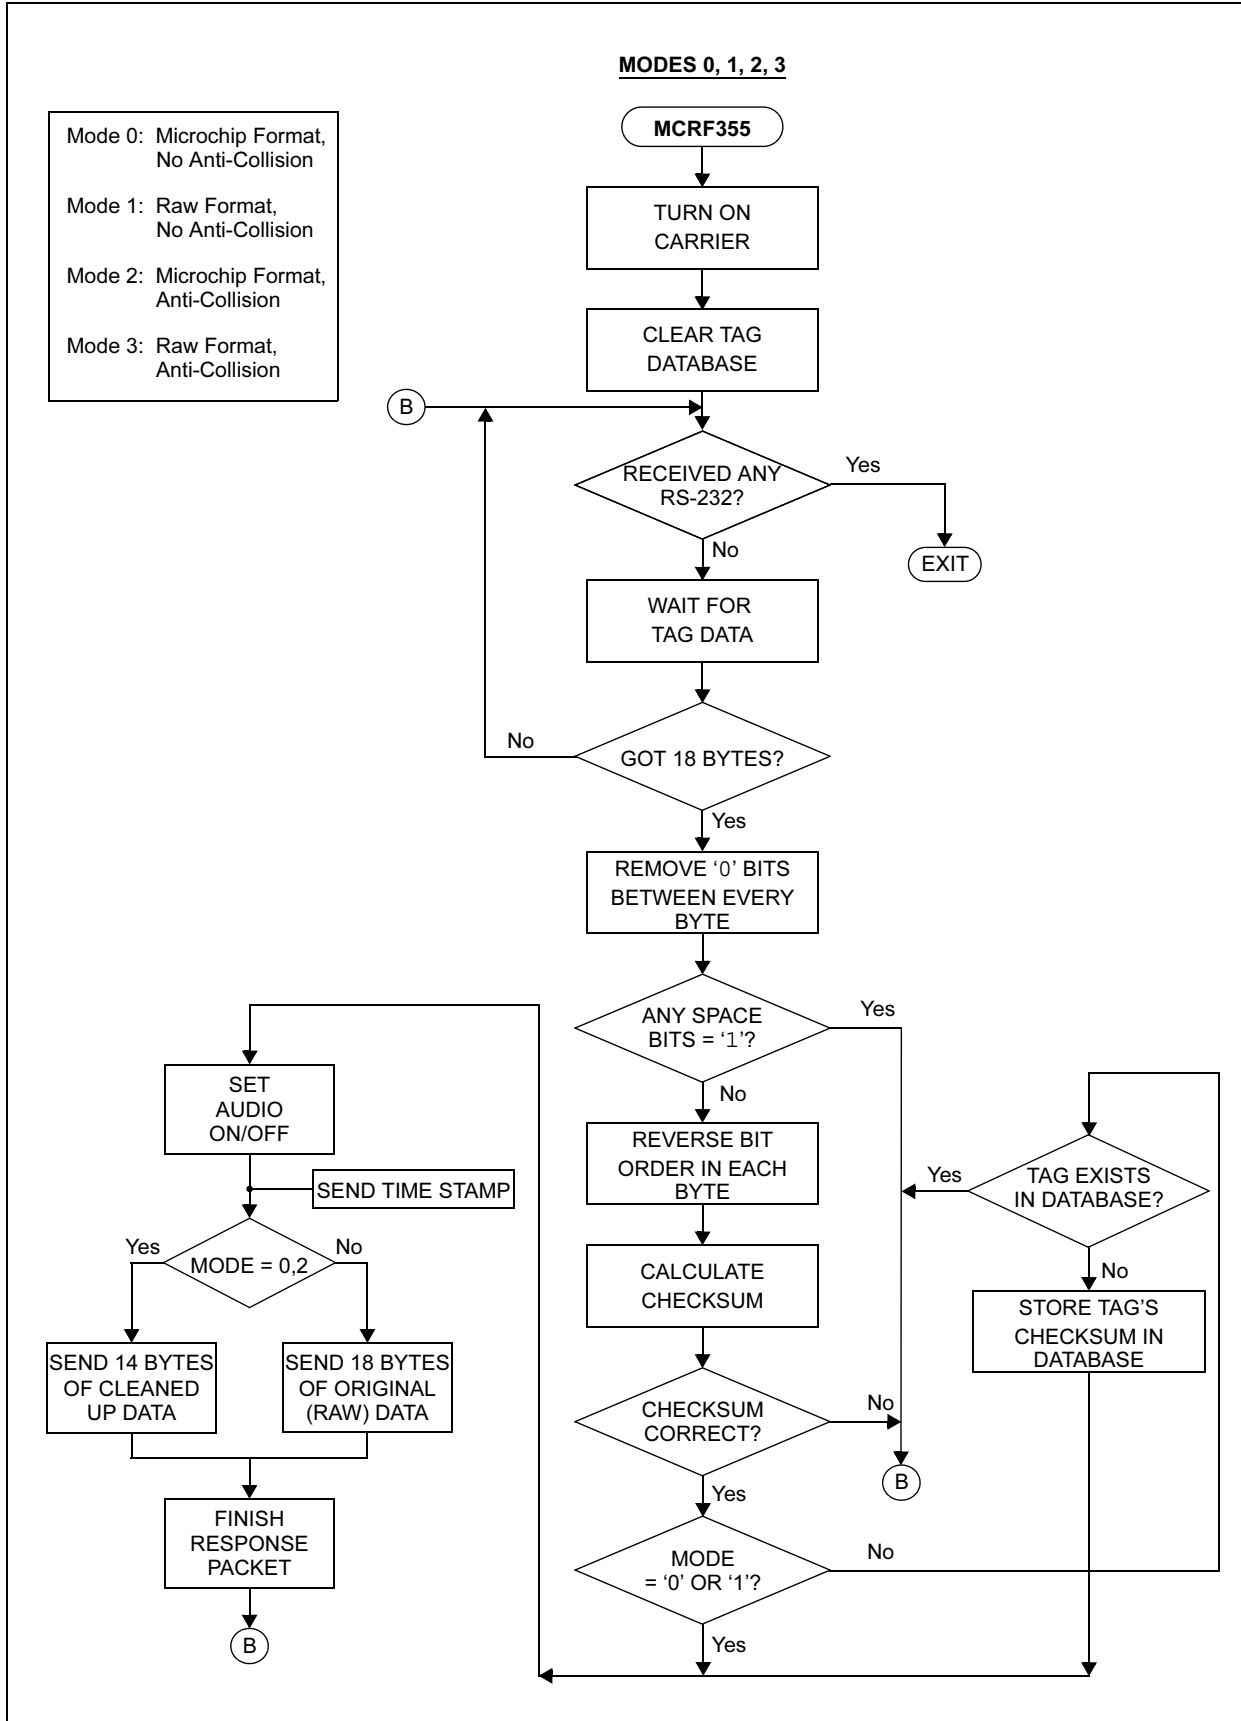 MODES 0, 1, 2, 3
Mode 0: Microchip Format,
No Anti-Collision
Mode 1: Raw Format,
No Anti-Collision
Mode 2: Microchip Format,
Anti-Collision
Mode 3: Raw Format,
Anti-Collision
MCRF355
TURN ON
CARRIER
CLEAR TAG
DATABASE
B
RECEIVED ANY
RS-232?
Yes
EXIT
No
WAIT FOR
TAG DATA
GOT 18 BYTES?
No
Yes
REMOVE ‘0’ BITS
BETWEEN EVERY
BYTE
ANY SPACE
BITS = ‘1’?
Yes
No
REVERSE BIT
ORDER IN EACH
BYTE
CALCULATE
CHECKSUM
CHECKSUM
CORRECT?
No
B
Yes
MODE
= ‘0’ OR ‘1’?
No
Yes
TAG EXISTS
IN DATABASE?
Yes
No
STORE TAG’S
CHECKSUM IN
DATABASE
SET
AUDIO
ON/OFF
SEND TIME STAMP
MODE = 0,2
Yes
No
SEND 14 BYTES
OF CLEANED
UP DATA
SEND 18 BYTES
OF ORIGINAL
(RAW) DATA
FINISH
RESPONSE
PACKET
B